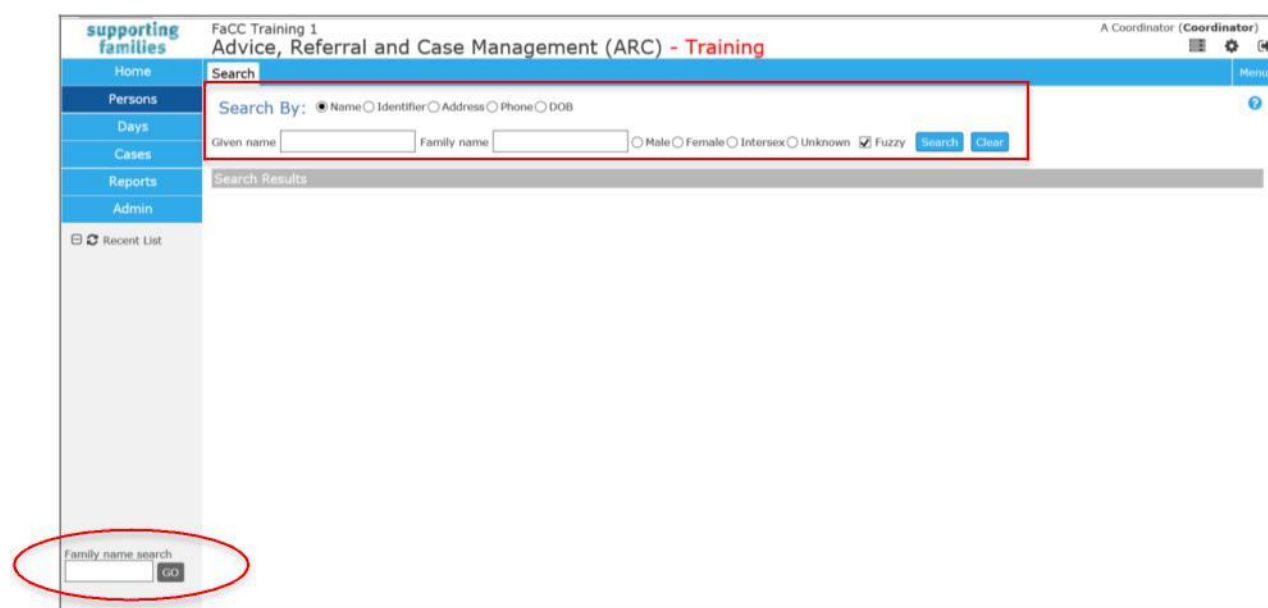 supporting
families
FaCC Training 1
Advice, Referral and Case Management (ARC) - Training
A Coordinator (Coordinator)
Home
Persons
Days
Cases
Reports
Admin
Recent List
Search
Menu
Search By: Name Identifier Address Phone DOB
Given name Family name Male Female Intersex Unknown Fuzzy Search Clear
Search Results
Family name search
GO